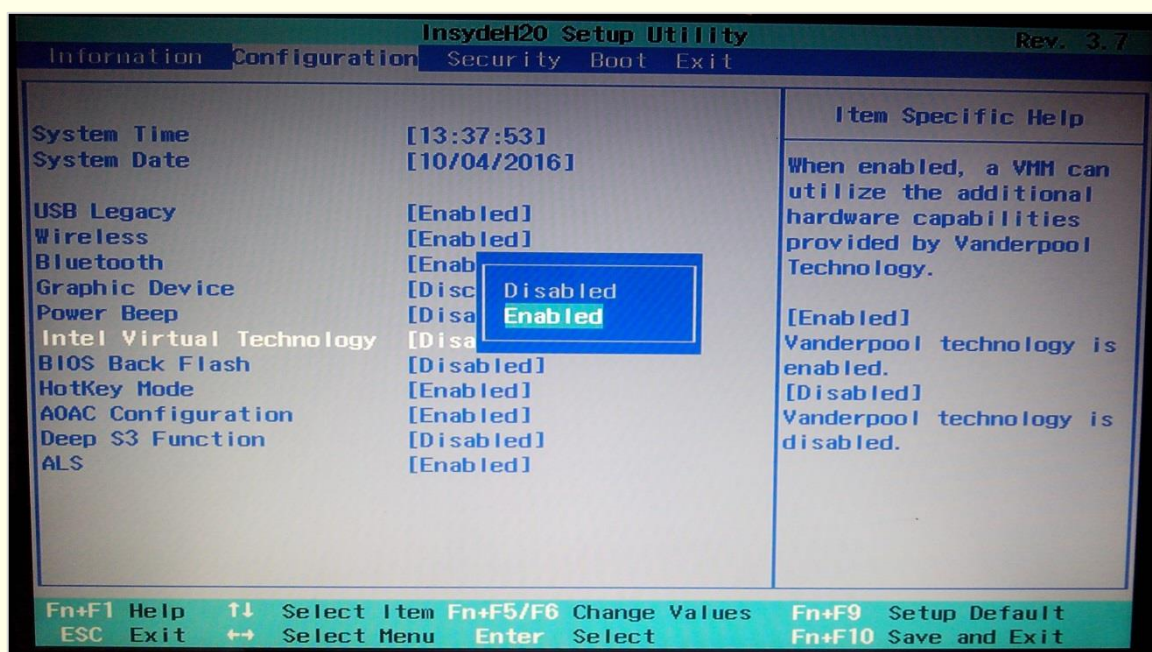 InsydeH20 Setup Utility Rev. 3.7
Information Configuration Security Boot Exit
System Time [13:37:53]
System Date [10/04/2016]
USB Legacy [Enabled]
Wireless [Enabled]
Bluetooth [Enab
Graphic Device [Disc
Power Beep [Disa
Intel Virtual Technology [Disa
BIOS Back Flash [Disabled]
HotKey Mode [Enabled]
AOAC Configuration [Enabled]
Deep S3 Function [Disabled]
ALS [Enabled]
Disabled
Enabled
Item Specific Help
When enabled, a VMM can
utilize the additional
hardware capabilities
provided by Vanderpool
Technology.
[Enabled]
Vanderpool technology is
enabled.
[Disabled]
Vanderpool technology is
disabled.
Fn+F1 Help ↑↓ Select Item Fn+F5/F6 Change Values Fn+F9 Setup Default
ESC Exit ↔ Select Menu Enter Select Fn+F10 Save and Exit